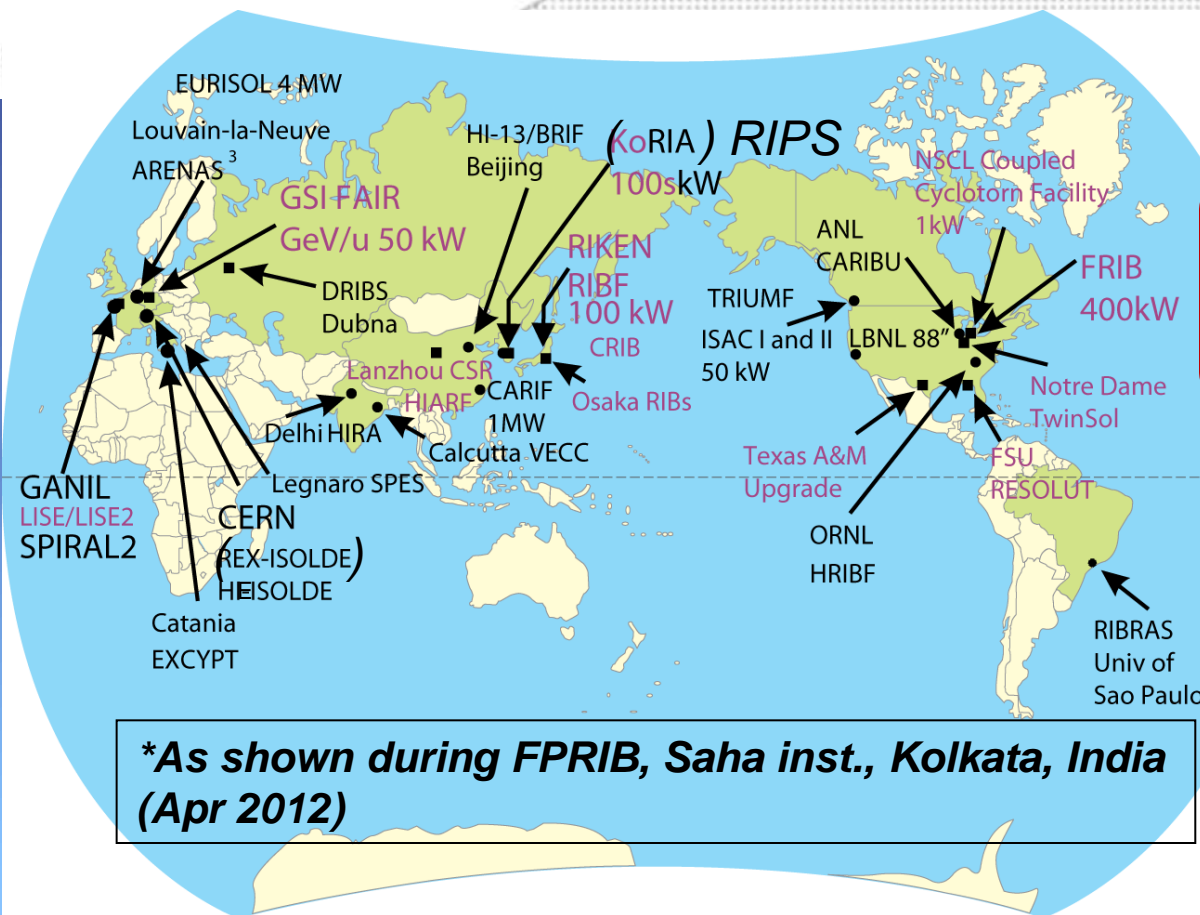 EURISOL 4 MW
Louvain-la-Neuve
ARENAS³
GSI FAIR
GeV/u 50 kW
DRIBS
Dubna
HI-13/BRIF
Beijing
(KoRIA) RIPS
100skW
RIKEN
RIBF
100 kW
CRIB
Osaka RIBs
Lanzhou CSR
HIARF
CARIF
1MW
Delhi HIRA
Calcutta VECC
Legnaro SPES
GANIL
LISE/LISE2
SPIRAL2
CERN
(REX-ISOLDE)
HEISOLDE
Catania
EXCYPT
NSCL Coupled
Cyclotorn Facility
1kW
ANL
CARIBU
FRIB
400kW
TRIUMF
ISAC I and II
50 kW
LBNL 88”
Notre Dame
TwinSol
Texas A&M
Upgrade
FSU
RESOLUT
ORNL
HRIBF
RIBRAS
Univ of
Sao Paulo
*As shown during FPRIB, Saha inst., Kolkata, India
(Apr 2012)